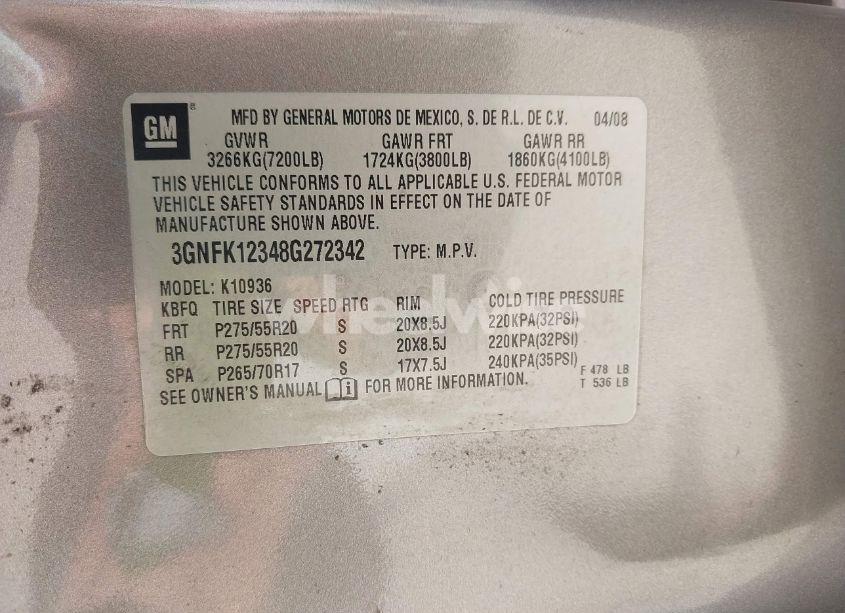 GM ® MFD BY GENERAL MOTORS DE MEXICO, S. DE R.L. DE C.V. 04/08
GVWR GAWR FRT GAWR RR
3266KG(7200LB) 1724KG(3800LB) 1860KG(4100LB)
THIS VEHICLE CONFORMS TO ALL APPLICABLE U.S. FEDERAL MOTOR
VEHICLE SAFETY STANDARDS IN EFFECT ON THE DATE OF
MANUFACTURE SHOWN ABOVE.
3GNFK12348G272342 TYPE: M.P.V.
MODEL: K10936
KBFQ TIRE SIZE SPEED RTG RIM COLD TIRE PRESSURE
FRT P275/55R20 S 20X8.5J 220KPA(32PSI)
RR P275/55R20 S 20X8.5J 220KPA(32PSI)
SPA P265/70R17 S 17X7.5J 240KPA(35PSI)
F 478 LB
SEE OWNER'S MANUAL FOR MORE INFORMATION.
T 536 LB